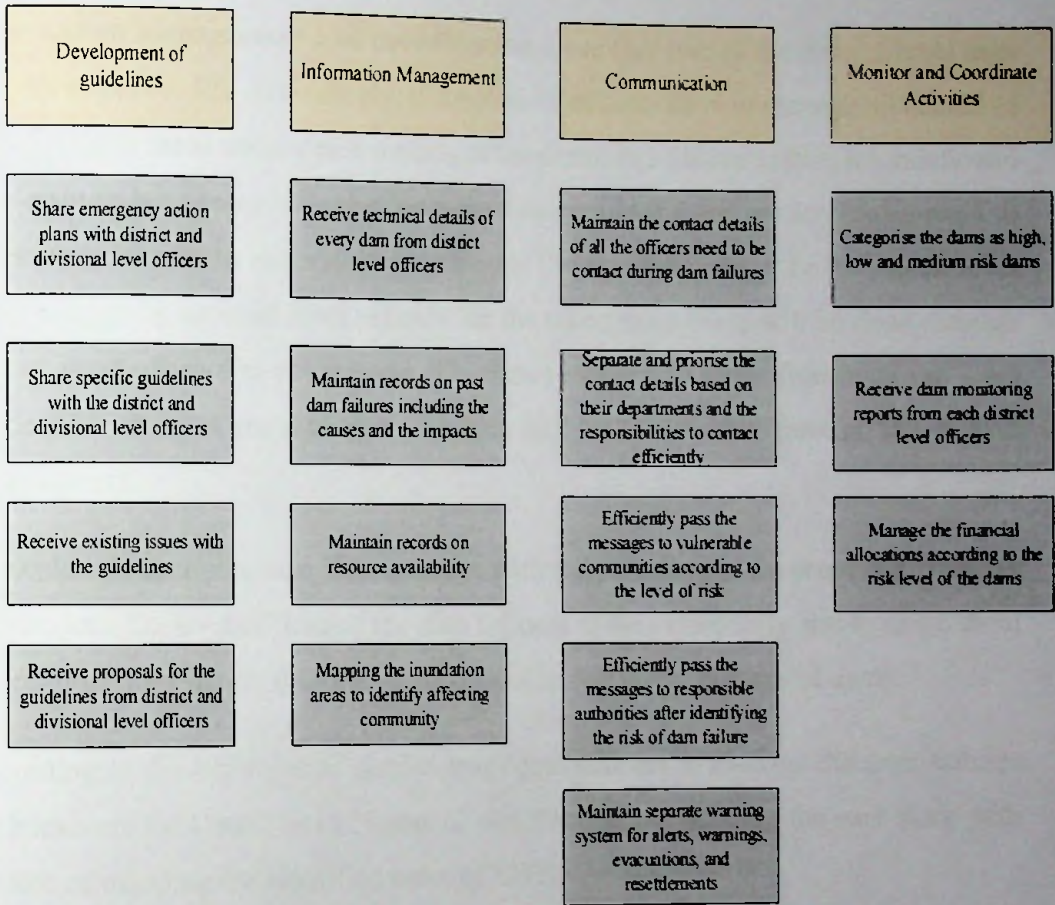 Development of
guidelines
Share emergency action
plans with district and
divisional level officers
Share specific guidelines
with the district and
divisional level officers
Receive existing issues with
the guidelines
Receive proposals for the
guidelines from district and
divisional level officers
Information Management
Receive technical details of
every dam from district
level officers
Maintain records on past
dam failures including the
causes and the impacts
Maintain records on
resource availability
Mapping the inundation
areas to identify affecting
community
Communication
Maintain the contact details
of all the officers need to be
contact during dam failures
Separate and priorise the
contact details based on
their departments and the
responsibilities to contact
efficiently
Efficiently pass the
messages to vulnerable
communities according to
the level of risk
Efficiently pass the
messages to responsible
authorities after identifying
the risk of dam failure
Maintain separate warning
system for alerts, warnings,
evacuations, and
resettlements
Monitor and Coordinate
Activities
Categorise the dams as high,
low and medium risk dams
Receive dam monitoring
reports from each district
level officers
Manage the financial
allocations according to the
risk level of the dams